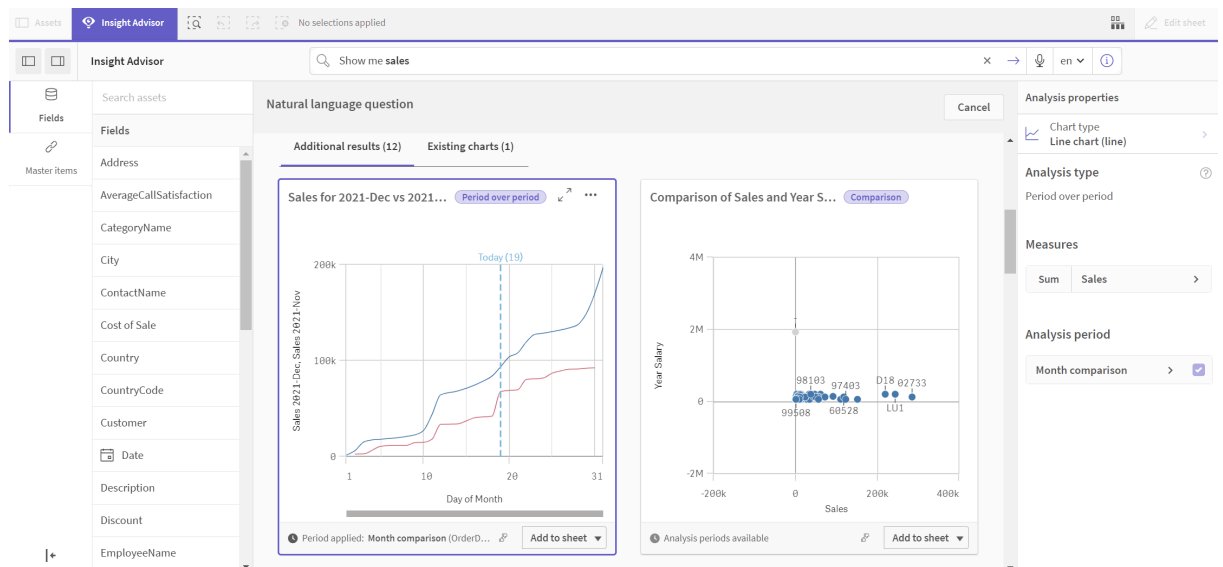 Assets
Insight Advisor
No selections applied
Edit sheet
Insight Advisor
Show me sales
en
Fields
Master items
Search assets
Fields
Address
AverageCallSatisfaction
CategoryName
City
ContactName
Cost of Sale
Country
CountryCode
Customer
Date
Description
Discount
EmployeeName
Natural language question
Cancel
Additional results (12)
Existing charts (1)
Sales for 2021-Dec vs 2021...
Period over period
Today (19)
200k
100k
0
Sales 2021-Dec, Sales 2021-Nov
1
10
20
31
Day of Month
Period applied: Month comparison (OrderD...
Add to sheet
Comparison of Sales and Year S...
Comparison
4M
2M
0
-2M
Year Salary
-
98103
97403
D18
02733
99508
60528
LU1
-200k
0
200k
400k
Sales
Analysis periods available
Add to sheet
Analysis properties
Chart type
Line chart (line)
Analysis type
Period over period
Measures
Sum
Sales
Analysis period
Month comparison